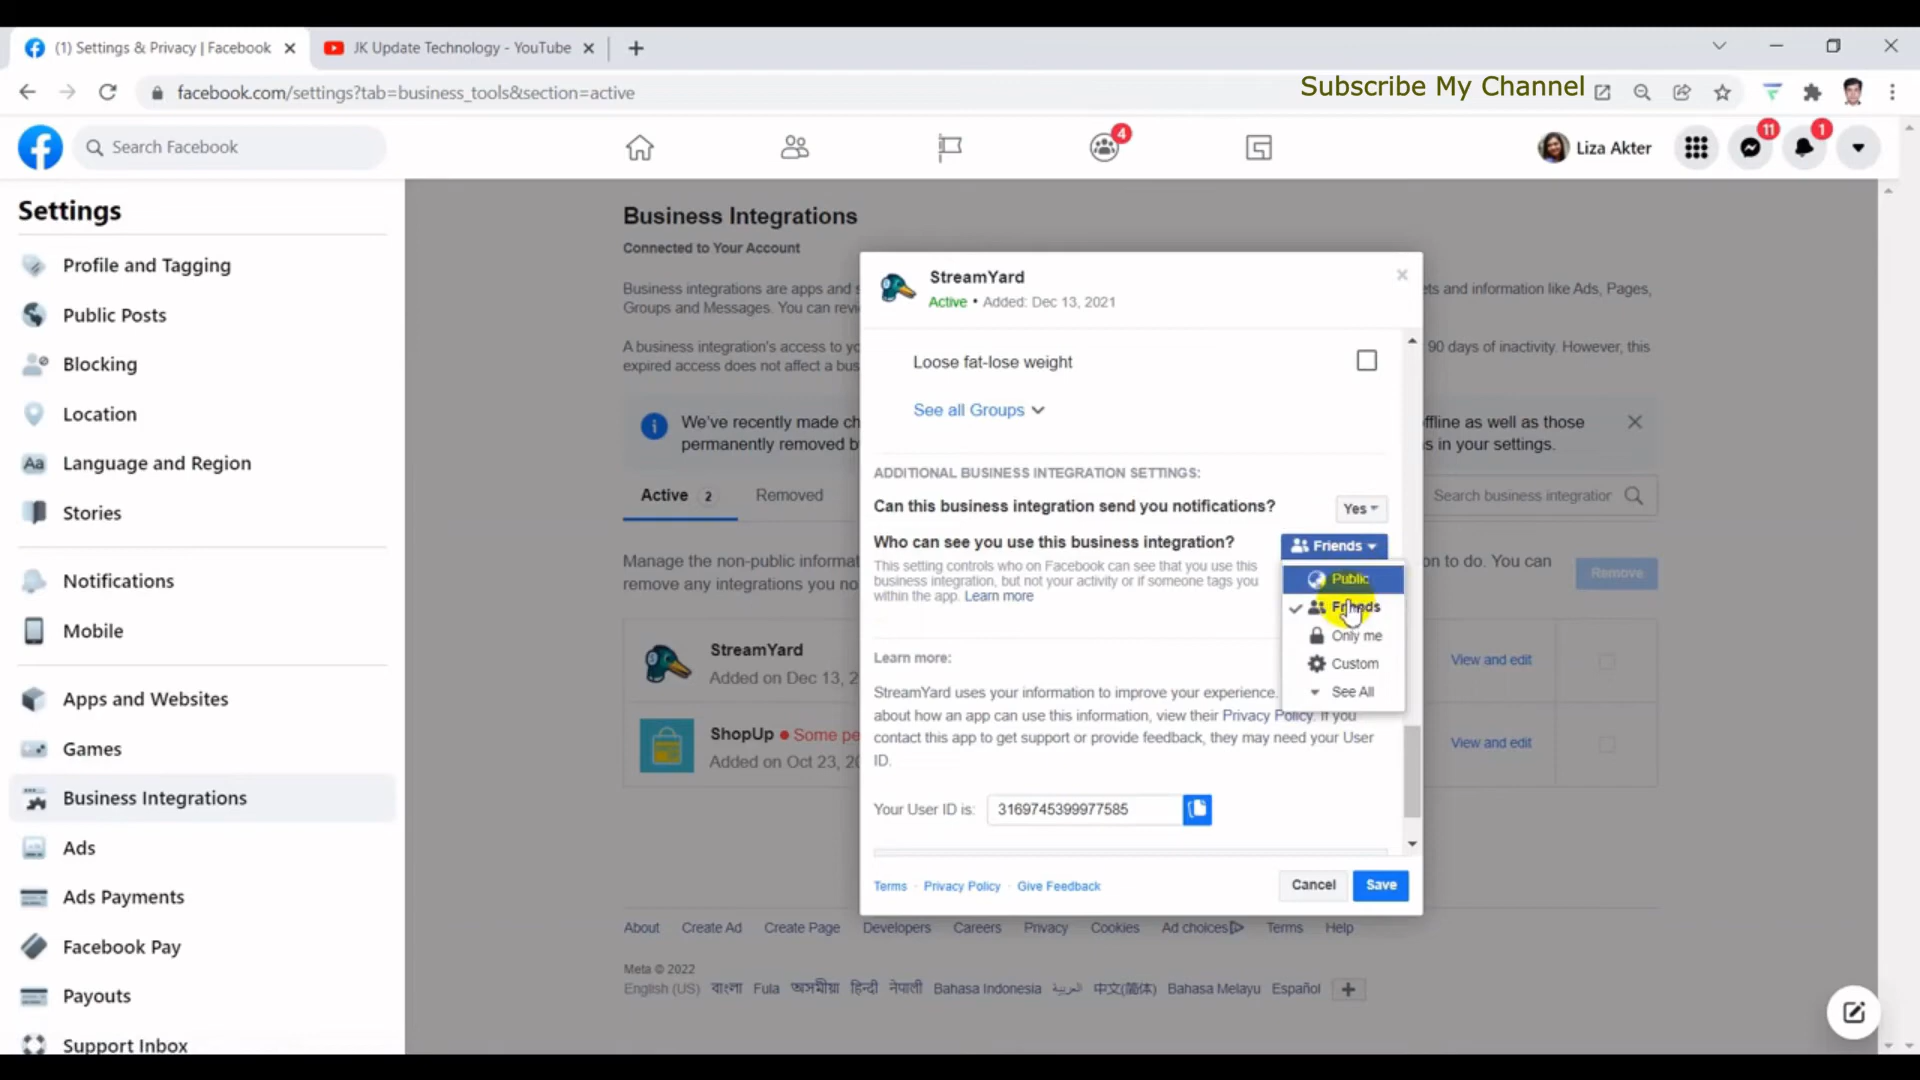 (1) Settings & Privacy | Facebook
JK Update Technology - YouTube
facebook.com/settings?tab=business_tools&section=active
Subscribe My Channel
Search Facebook
4
Liza Akter
11
1
Settings
Profile and Tagging
Public Posts
Blocking
Location
Aa
Language and Region
Stories
Notifications
Mobile
Apps and Websites
Games
Business Integrations
Ads
Ads Payments
Facebook Pay
Payouts
Support Inbox
Business Integrations
Connected to Your Account
Business integrations are apps and s
ets and information like Ads, Pages,
Groups and Messages. You can revi
A business integration's access to yo
90 days of inactivity. However, this
expired access does not affect a bus
We've recently made ch
ffline as well as those
permanently removed b
s in your settings.
Active 2
Removed
Search business integration
Manage the non-public informat
on to do. You can
remove any integrations you no
Remove
StreamYard
Added on Dec 13, 2
View and edit
ShopUp • Some pe
Added on Oct 23, 20
View and edit
StreamYard
Active • Added: Dec 13, 2021
Loose fat-lose weight
See all Groups
ADDITIONAL BUSINESS INTEGRATION SETTINGS:
Can this business integration send you notifications?
Yes
Who can see you use this business integration?
Friends
This setting controls who on Facebook can see that you use this
business integration, but not your activity or if someone tags you
within the app. Learn more
Public
Friends
Only me
Custom
See All
Learn more:
StreamYard uses your information to improve your experience.
about how an app can use this information, view their Privacy Policy. If you
contact this app to get support or provide feedback, they may need your User
ID.
Your User ID is: 3169745399977585
Terms · Privacy Policy · Give Feedback
Cancel
Save
About Create Ad Create Page Developers Careers Privacy Cookies Ad choices Terms Help
Meta © 2022
English (US) বাংলা Fula অসমীয়া हिन्दी नेपाली Bahasa Indonesia العربية 中文(简体) Bahasa Melayu Español